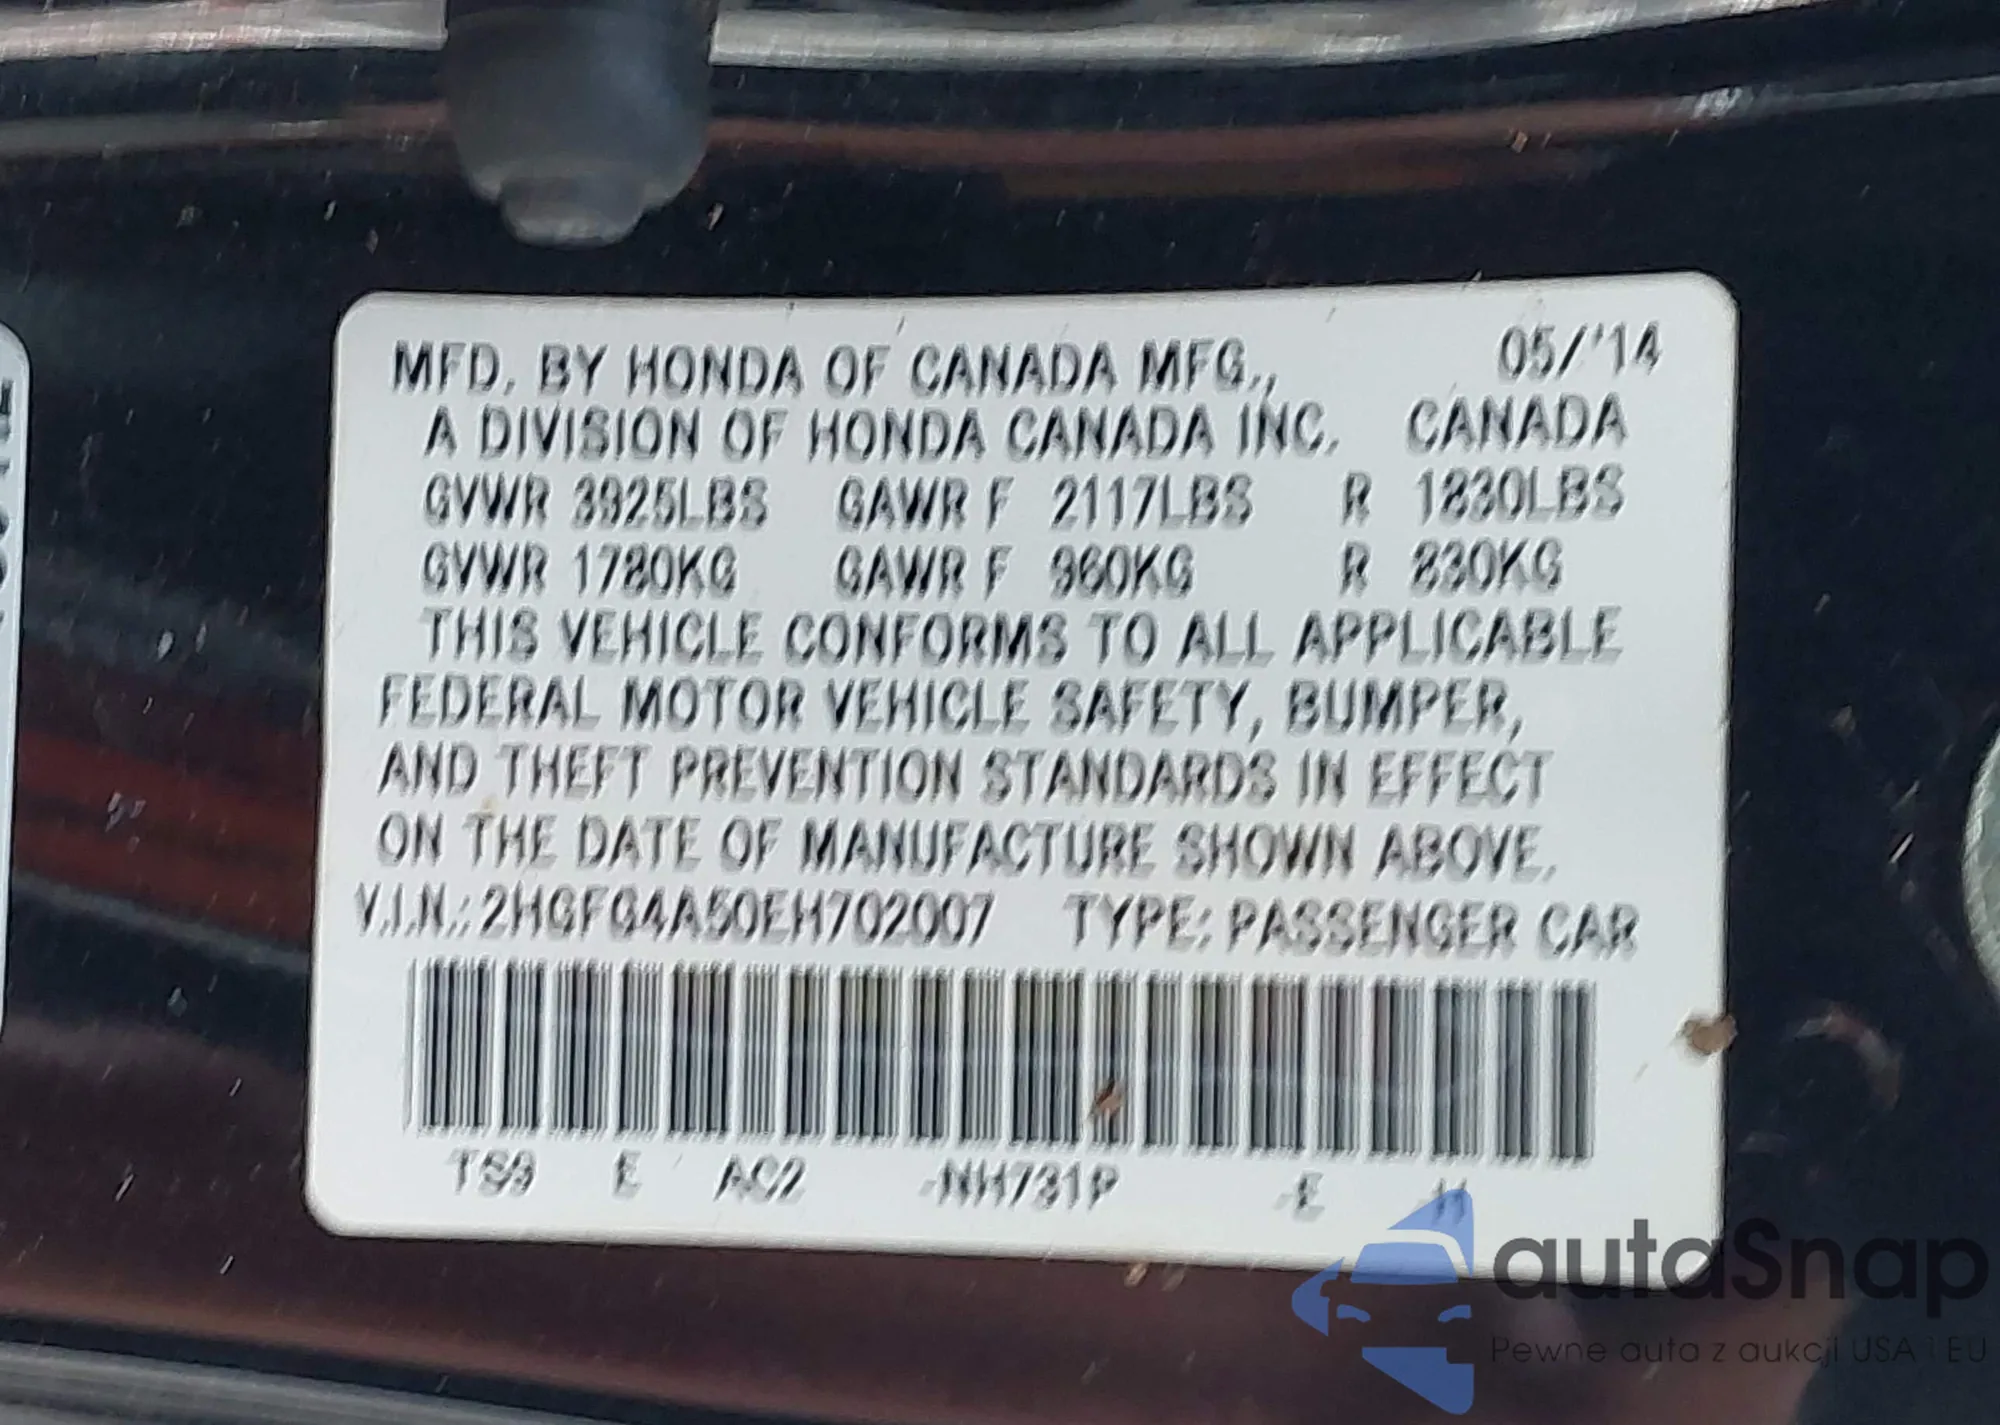 MFD. BY HONDA OF CANADA MFG., 05/'14
A DIVISION OF HONDA CANADA INC. CANADA
GVWR 3925LBS GAWR F 2117LBS R 1830LBS
GVWR 1780KG GAWR F 960KG R 830KG
THIS VEHICLE CONFORMS TO ALL APPLICABLE
FEDERAL MOTOR VEHICLE SAFETY, BUMPER,
AND THEFT PREVENTION STANDARDS IN EFFECT
ON THE DATE OF MANUFACTURE SHOWN ABOVE.
V.I.N.: 2HGFG4A50EH702007 TYPE: PASSENGER CAR
TS9 E AC2 -NH731P -E
autaSnap
Pewne auta z aukcji USA i EU